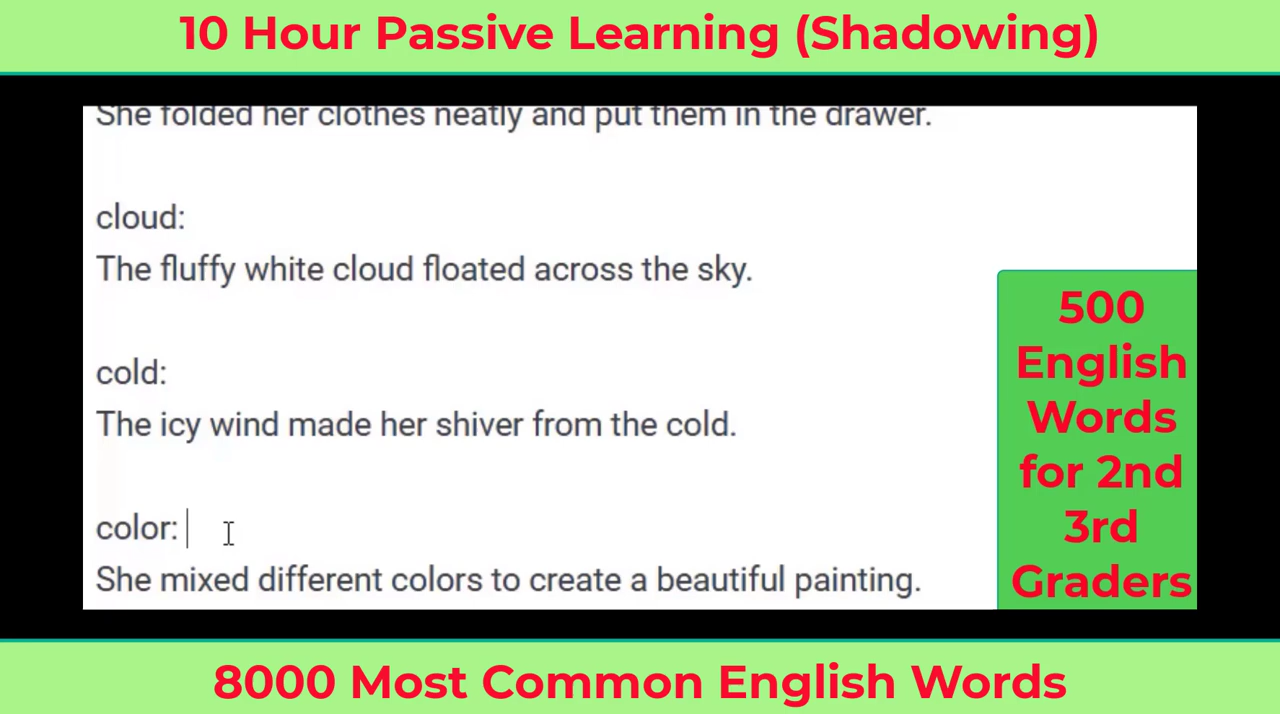 10 Hour Passive Learning (Shadowing)
She folded her clothes neatly and put them in the drawer.
cloud:
The fluffy white cloud floated across the sky.
cold:
The icy wind made her shiver from the cold.
color:
She mixed different colors to create a beautiful painting.
500
English
Words
for 2nd
3rd
Graders
8000 Most Common English Words